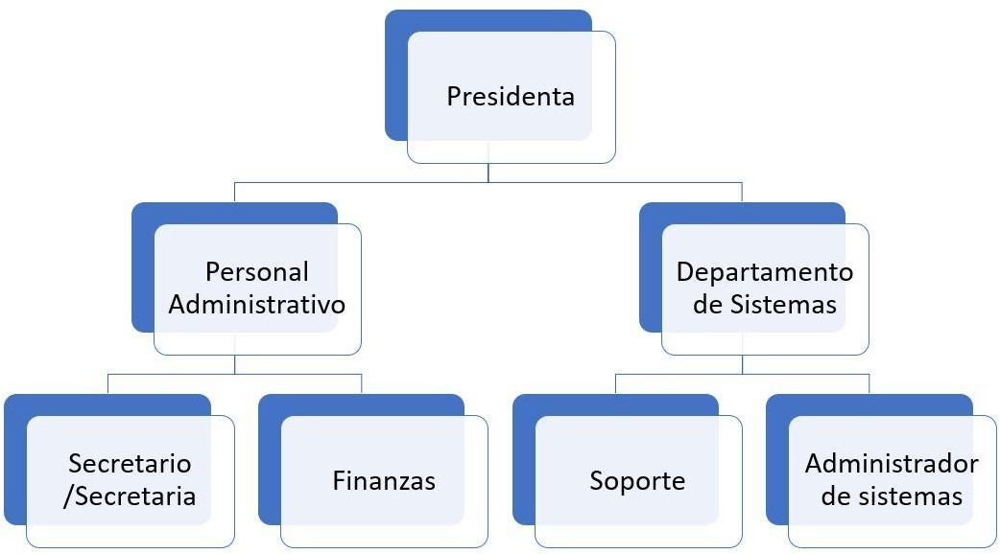 Presidenta
Personal
Administrativo
Departamento
de Sistemas
Secretario
/Secretaria
Finanzas
Soporte
Administrador
de sistemas